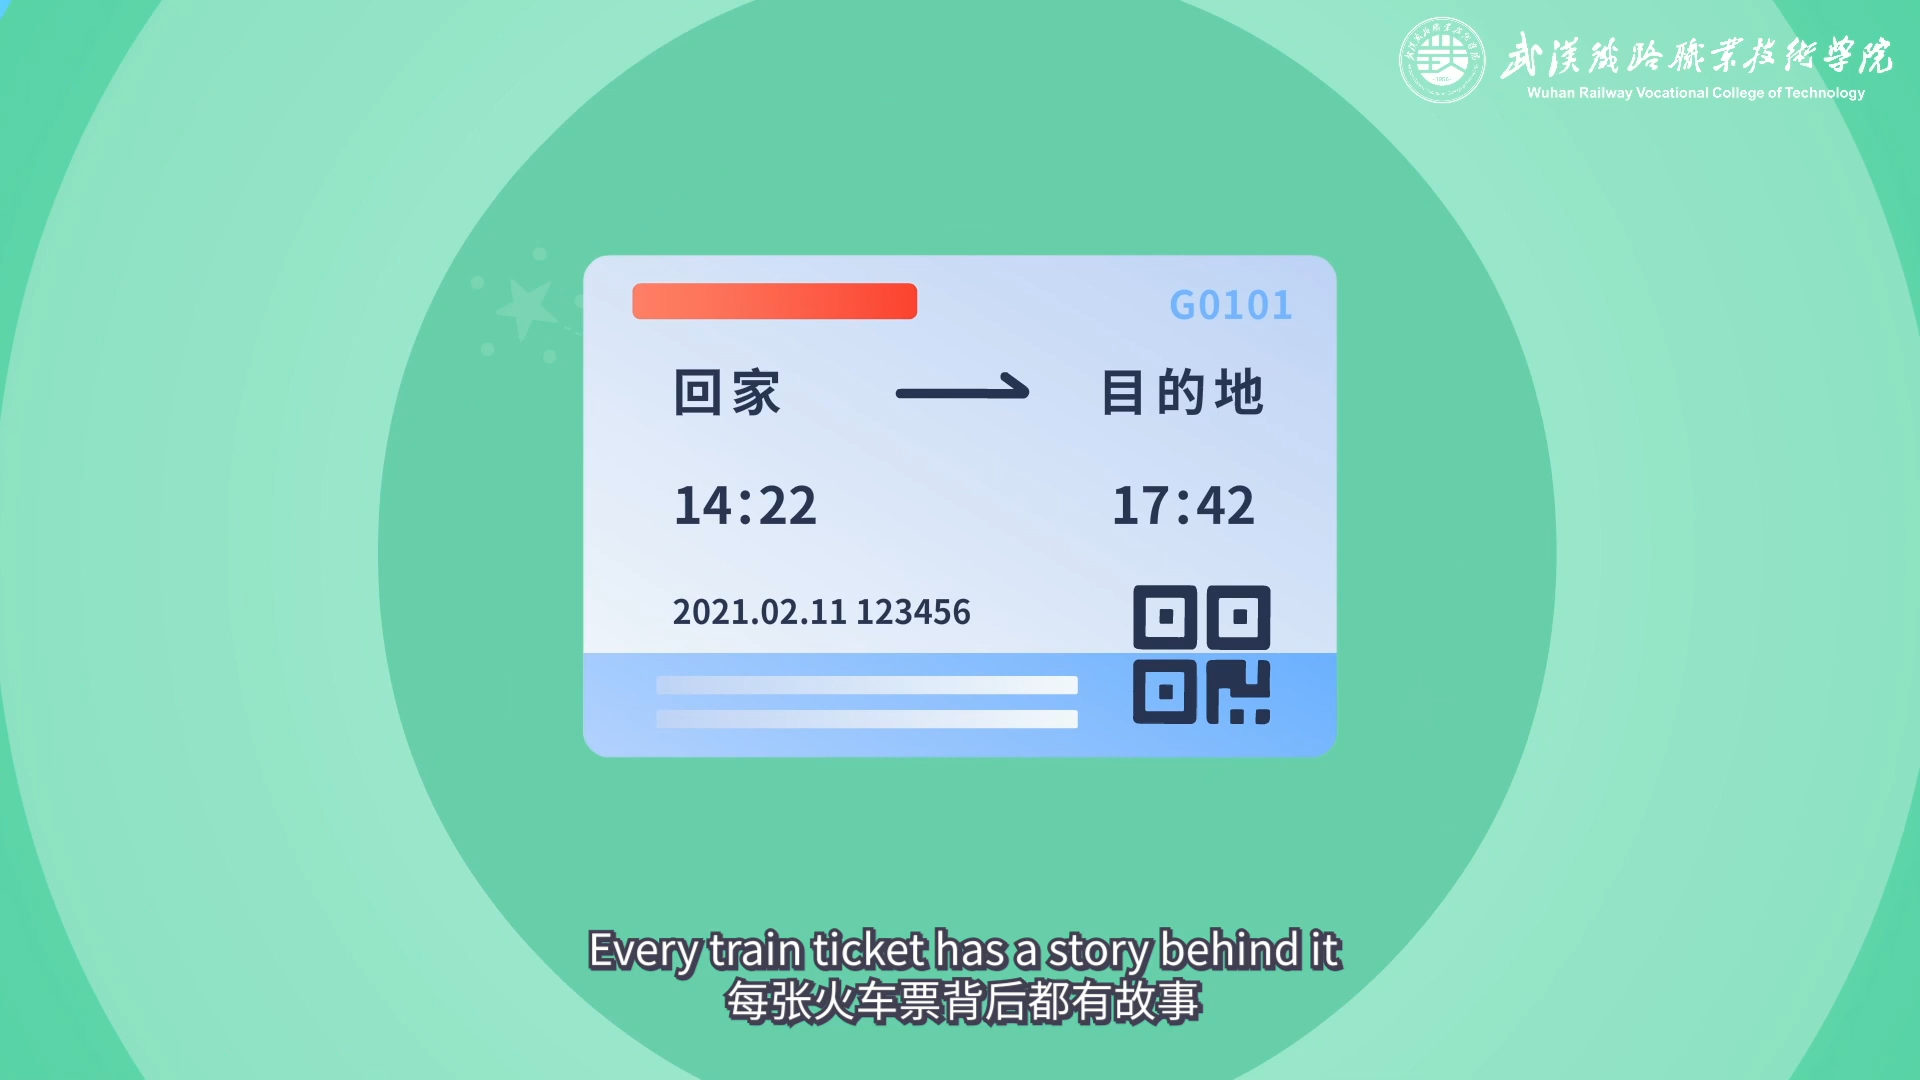 武漢鐵路職業技術學院
Wuhan Railway Vocational College of Technology
G0101
回家
目的地
14:22
17:42
2021.02.11 123456
Every train ticket has a story behind it
每张火车票背后都有故事